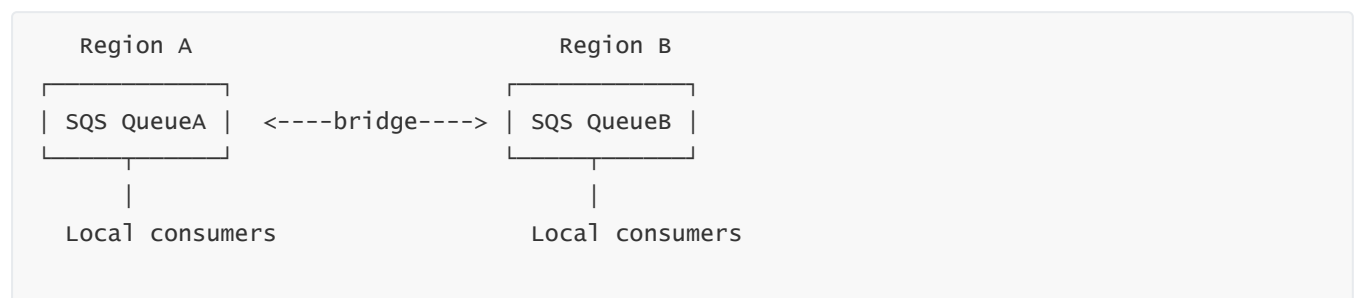 Region A Region B
| SQS QueueA | <----bridge----> | SQS QueueB |
| |
Local consumers Local consumers